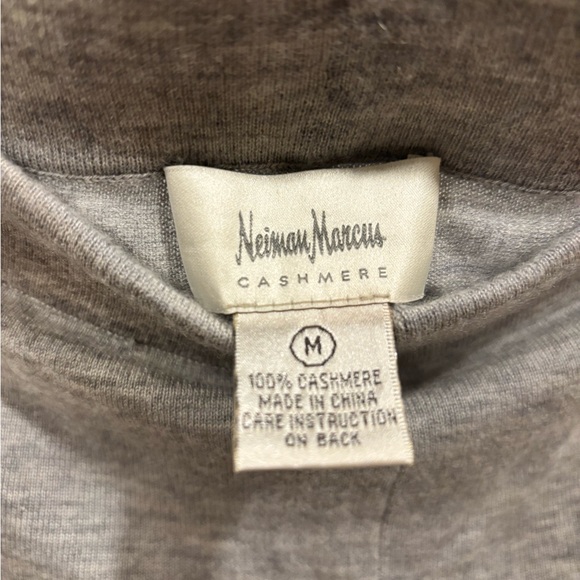 Neiman Marcus
CASHMERE
M
100% CASHMERE
MADE IN CHINA
CARE INSTRUCTION
ON BACK